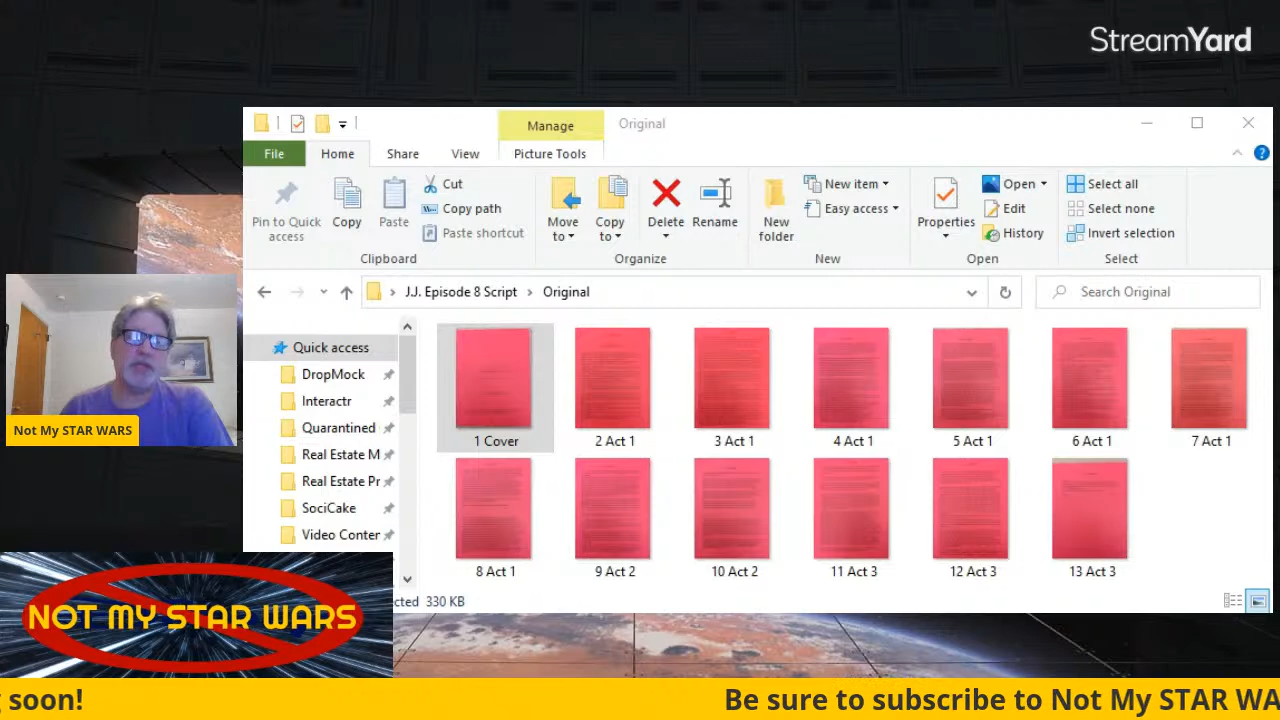 StreamYard
Manage
Original
File
Home
Share
View
Picture Tools
Pin to Quick access
Copy
Paste
Cut
Copy path
Paste shortcut
Clipboard
Move to
Copy to
Delete
Rename
Organize
New folder
New item
Easy access
New
Properties
Open
Edit
History
Open
Select all
Select none
Invert selection
Select
J.J. Episode 8 Script > Original
Search Original
Quick access
DropMock
Interactr
Quarantined
Real Estate M
Real Estate Pr
SociCake
Video Conter
1 Cover
2 Act 1
3 Act 1
4 Act 1
5 Act 1
6 Act 1
7 Act 1
8 Act 1
9 Act 2
10 Act 2
11 Act 3
12 Act 3
13 Act 3
cted 330 KB
Not My STAR WARS
NOT MY STAR WARS
soon!
Be sure to subscribe to Not My STAR WA